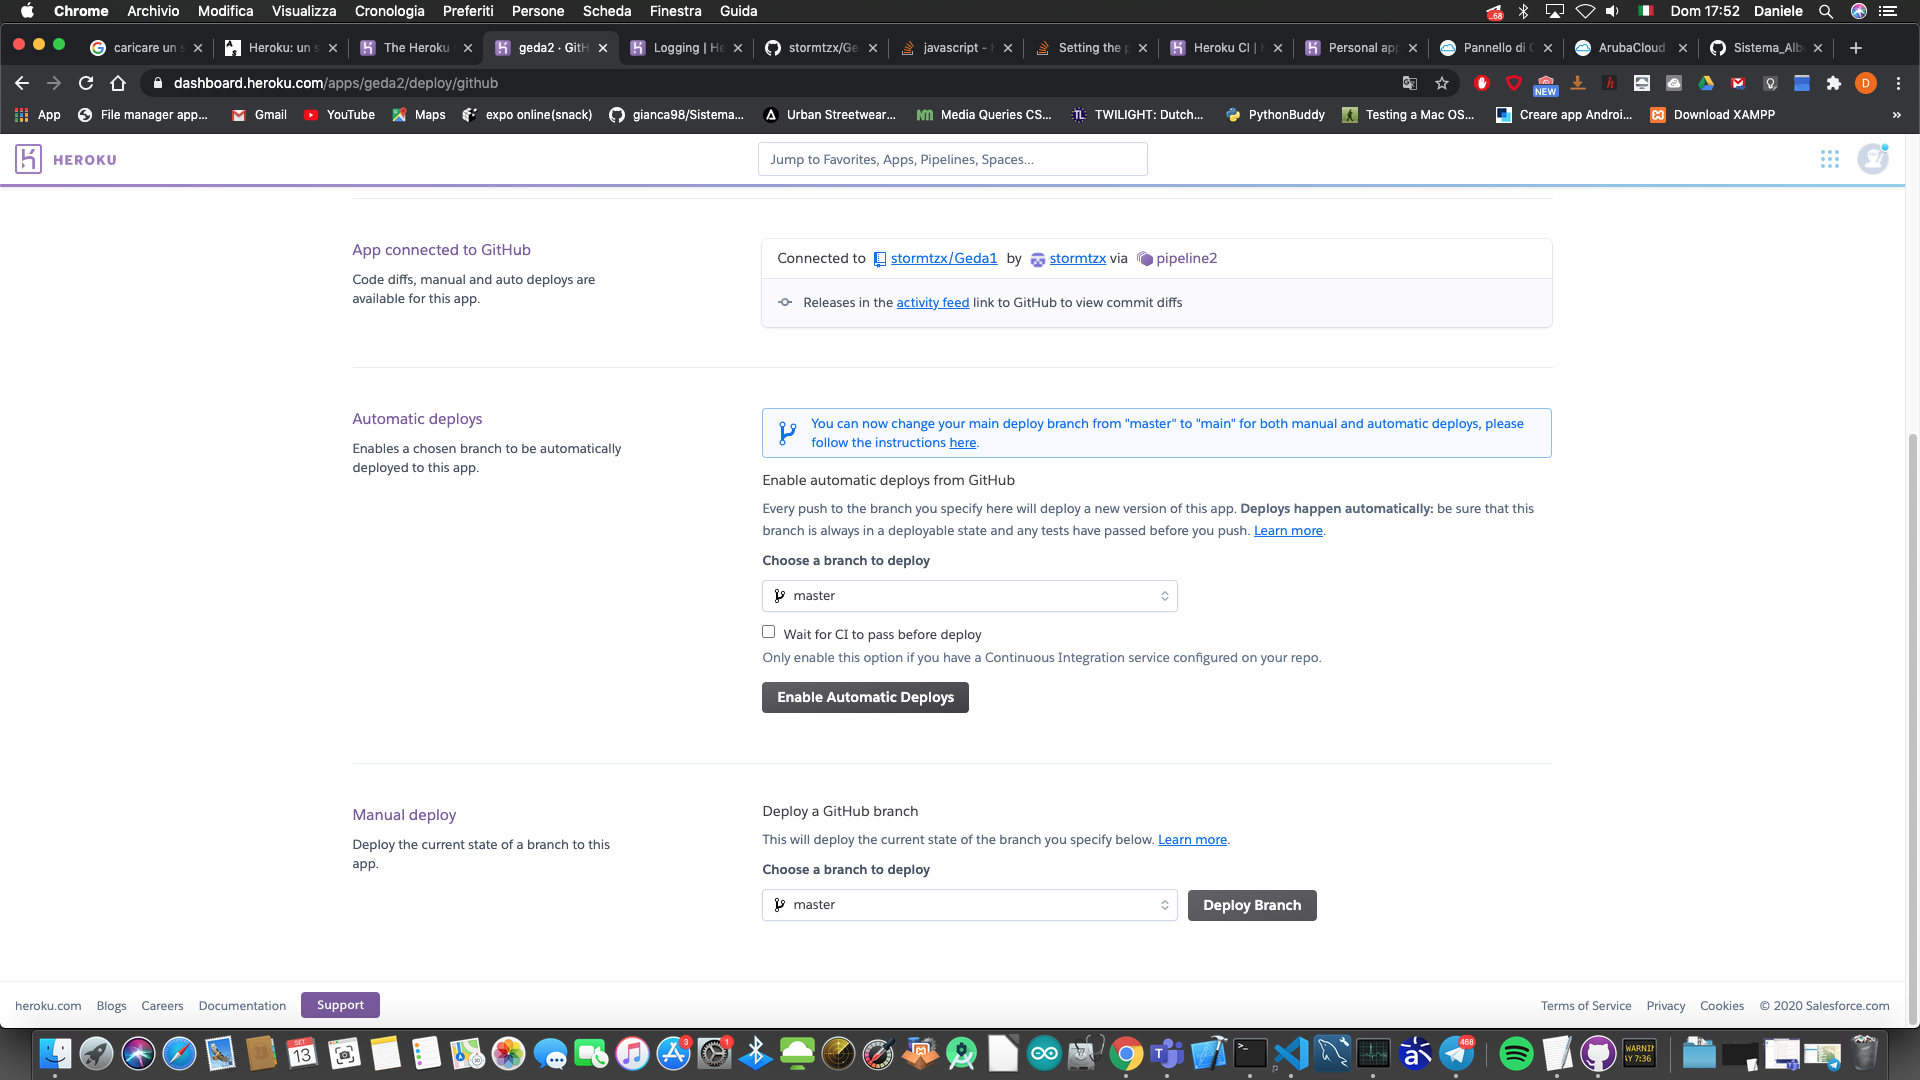 Chrome Archivio Modifica Visualizza Cronologia Preferiti Persone Scheda Finestra Guida
.68 Dom 17:52 Daniele
caricare un s
Heroku: un s
The Heroku
geda2 · GitH
Logging | He
stormtzx/Ge
javascript -
Setting the p
Heroku CI | H
Personal app
Pannello di C
ArubaCloud
Sistema_Alb
dashboard.heroku.com/apps/geda2/deploy/github
NEW
D
App
File manager app...
Gmail
YouTube
Maps
expo online(snack)
gianca98/Sistema...
Urban Streetwear...
Media Queries CS...
TWILIGHT: Dutch...
PythonBuddy
Testing a Mac OS...
Creare app Androi...
Download XAMPP
»
HEROKU
Jump to Favorites, Apps, Pipelines, Spaces...
App connected to GitHub
Code diffs, manual and auto deploys are
available for this app.
Connected to stormtzx/Geda1 by stormtzx via pipeline2
Releases in the activity feed link to GitHub to view commit diffs
Automatic deploys
Enables a chosen branch to be automatically
deployed to this app.
You can now change your main deploy branch from "master" to "main" for both manual and automatic deploys, please
follow the instructions here.
Enable automatic deploys from GitHub
Every push to the branch you specify here will deploy a new version of this app. Deploys happen automatically: be sure that this
branch is always in a deployable state and any tests have passed before you push. Learn more.
Choose a branch to deploy
master
Wait for CI to pass before deploy
Only enable this option if you have a Continuous Integration service configured on your repo.
Enable Automatic Deploys
Manual deploy
Deploy the current state of a branch to this
app.
Deploy a GitHub branch
This will deploy the current state of the branch you specify below. Learn more.
Choose a branch to deploy
master
Deploy Branch
heroku.com Blogs Careers Documentation Support
Terms of Service Privacy Cookies © 2020 Salesforce.com
SET
13
3
1
468
WARNIN
AY 7:36